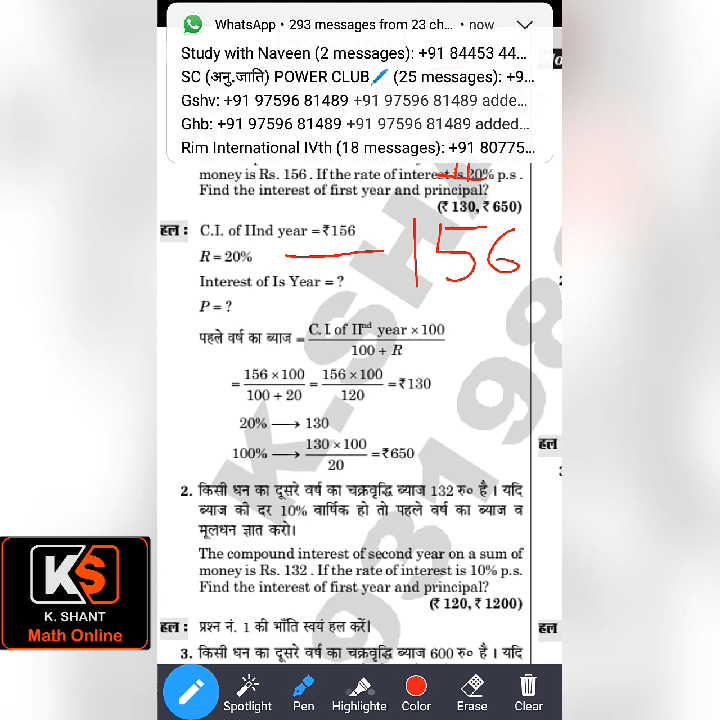 WhatsApp • 293 messages from 23 ch... • now
Study with Naveen (2 messages): +91 84453 44...
SC (अनु.जाति) POWER CLUB🖊️ (25 messages): +9...
Gshv: +91 97596 81489 +91 97596 81489 adde...
Ghb: +91 97596 81489 +91 97596 81489 added...
Rim International IVth (18 messages): +91 80775...
money is Rs. 156. If the rate of interest is 20% p.s.
Find the interest of first year and principal?
(₹ 130, ₹ 650)
हल : C.I. of IInd year = ₹156
R = 20%
156
Interest of Is Year = ?
P = ?
पहले वर्ष का ब्याज = C.I of IInd year × 100 / 100 + R
= 156 × 100 / 100 + 20 = 156 × 100 / 120 = ₹130
20% ⟶ 130
100% ⟶ 130 × 100 / 20 = ₹650
2. किसी धन का दूसरे वर्ष का चक्रवृद्धि ब्याज 132 रु० है। यदि
ब्याज की दर 10% वार्षिक हो तो पहले वर्ष का ब्याज व
मूलधन ज्ञात करो।
The compound interest of second year on a sum of
money is Rs. 132. If the rate of interest is 10% p.s.
Find the interest of first year and principal?
(₹ 120, ₹ 1200)
हल : प्रश्न नं. 1 की भाँति स्वयं हल करें।
3. किसी धन का दूसरे वर्ष का चक्रवृद्धि ब्याज 600 रु० है। यदि
हल
हल
KS
K. SHANT
Math Online
K.SHA
9319
Spotlight Pen Highlighte Color Erase Clear